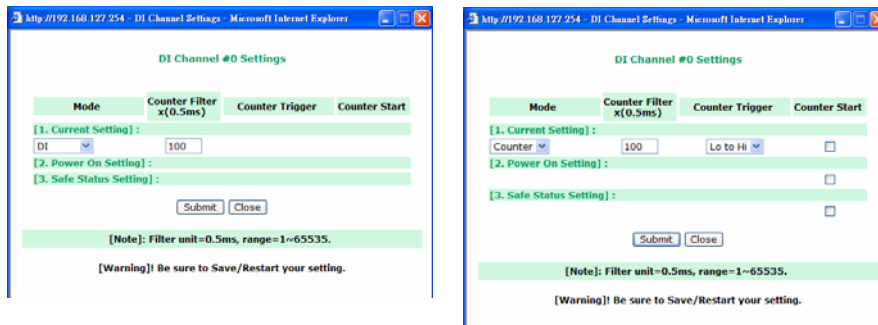 http://192.168.127.254 - DI Channel Settings - Microsoft Internet Explorer
DI Channel #0 Settings
Mode Counter Filter x(0.5ms) Counter Trigger Counter Start
[1. Current Setting] :
DI 100
[2. Power On Setting] :
[3. Safe Status Setting] :
Submit Close
[Note]: Filter unit=0.5ms, range=1~65535.
[Warning]! Be sure to Save/Restart your setting.
http://192.168.127.254 - DI Channel Settings - Microsoft Internet Explorer
DI Channel #0 Settings
Mode Counter Filter x(0.5ms) Counter Trigger Counter Start
[1. Current Setting] :
Counter 100 Lo to Hi
[2. Power On Setting] :
[3. Safe Status Setting] :
Submit Close
[Note]: Filter unit=0.5ms, range=1~65535.
[Warning]! Be sure to Save/Restart your setting.